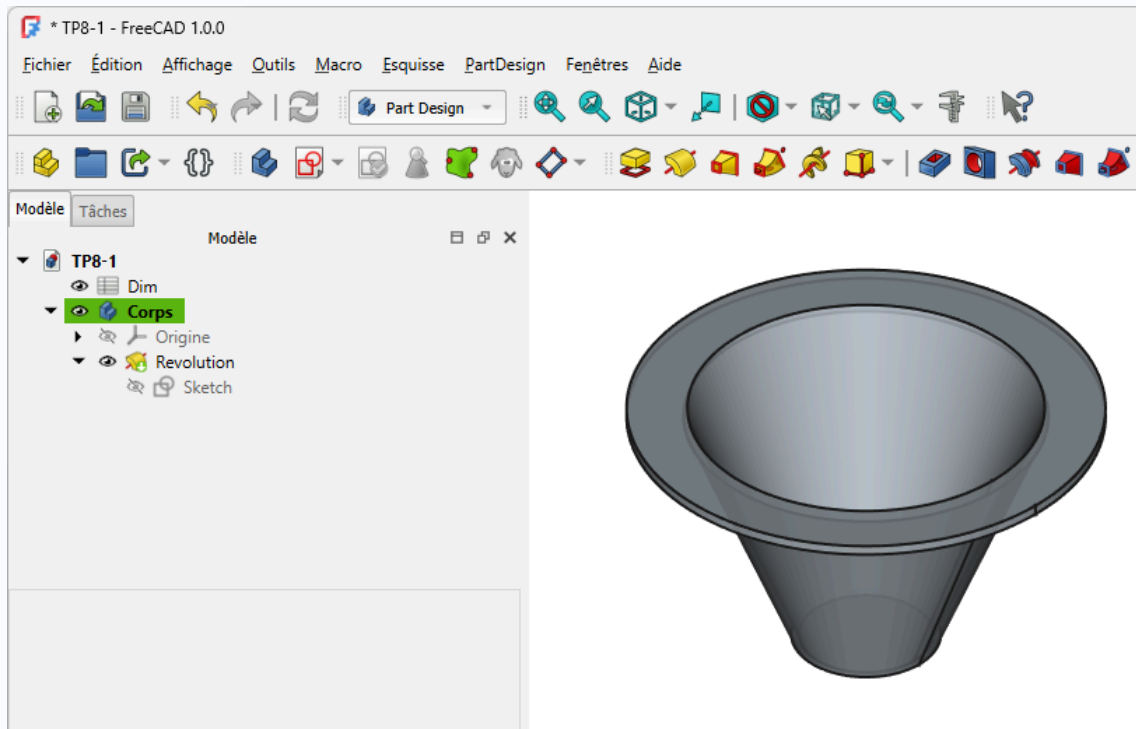 * TP8-1 - FreeCAD 1.0.0
Fichier Édition Affichage Outils Macro Esquisse PartDesign Fenêtres Aide
Part Design
Modèle Tâches
Modèle
TP8-1
Dim
Corps
Origine
Revolution
Sketch